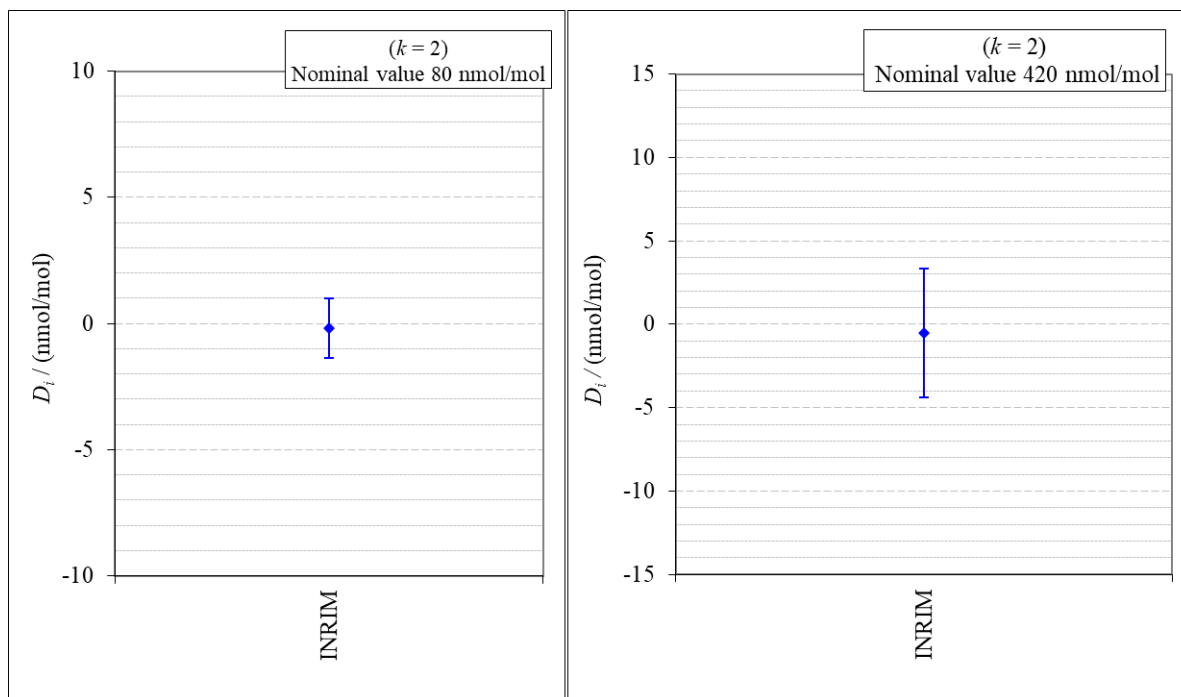 (k = 2)
Nominal value 80 nmol/mol
10
5
0
-5
-10
D_i / (nmol/mol)
INRIM
(k = 2)
Nominal value 420 nmol/mol
15
10
5
0
-5
-10
-15
D_i / (nmol/mol)
INRIM